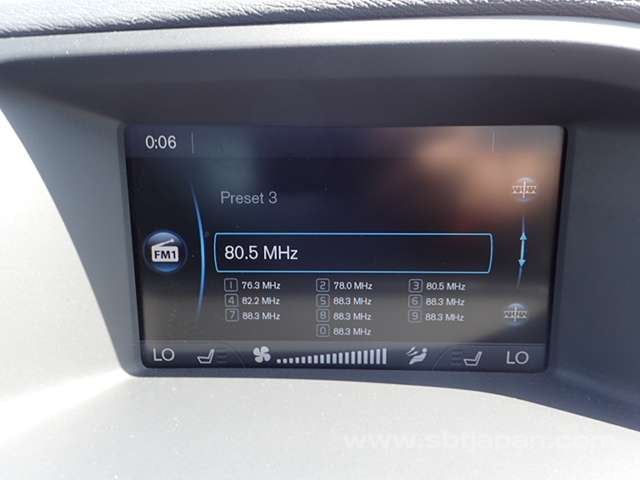 0:06
Preset 3
FM1
80.5 MHz
1 76.3 MHz 2 78.0 MHz 3 80.5 MHz
4 82.2 MHz 5 88.3 MHz 6 88.3 MHz
7 88.3 MHz 8 88.3 MHz 9 88.3 MHz
0 88.3 MHz
LO LO
www.sbtjapan.com